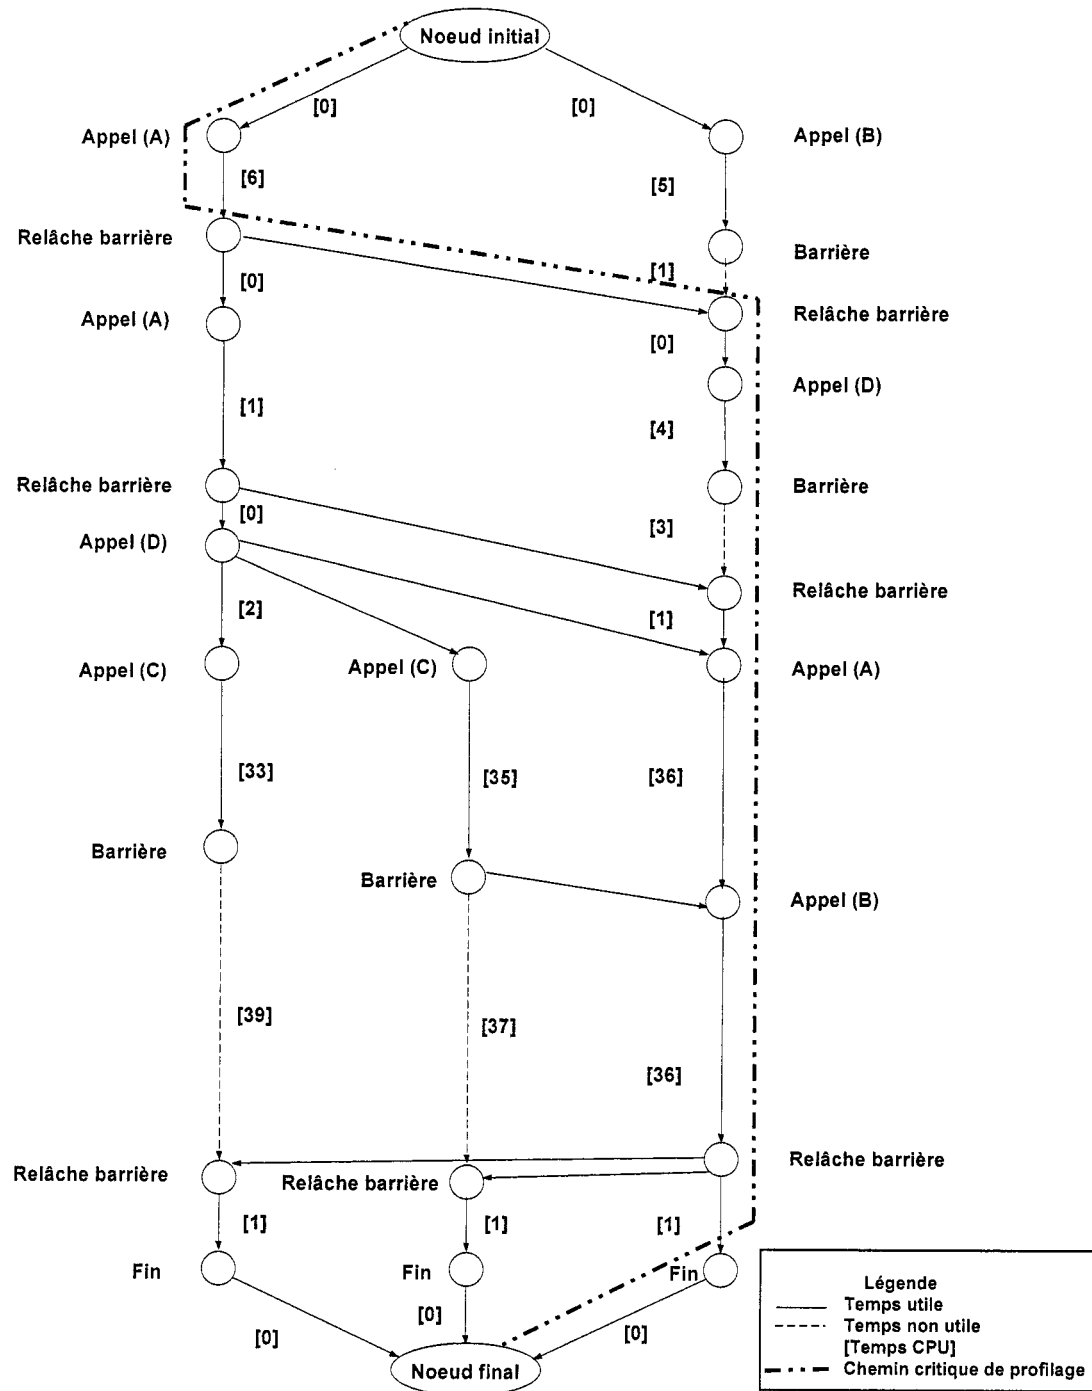 Noeud initial
[0]
[0]
Appel (A)
Appel (B)
[6]
[5]
Relâche barrière
Barrière
[1]
[0]
Appel (A)
Relâche barrière
[0]
Appel (D)
[1]
[4]
Relâche barrière
Barrière
[0]
[3]
Appel (D)
Relâche barrière
[2]
[1]
Appel (C)
Appel (C)
Appel (A)
[33]
[35]
[36]
Barrière
Barrière
Appel (B)
[39]
[37]
[36]
Relâche barrière
Relâche barrière
Relâche barrière
[1]
[1]
[1]
Fin
Fin
Fin
[0]
[0]
[0]
Noeud final
Légende
Temps utile
Temps non utile
[Temps CPU]
Chemin critique de profilage